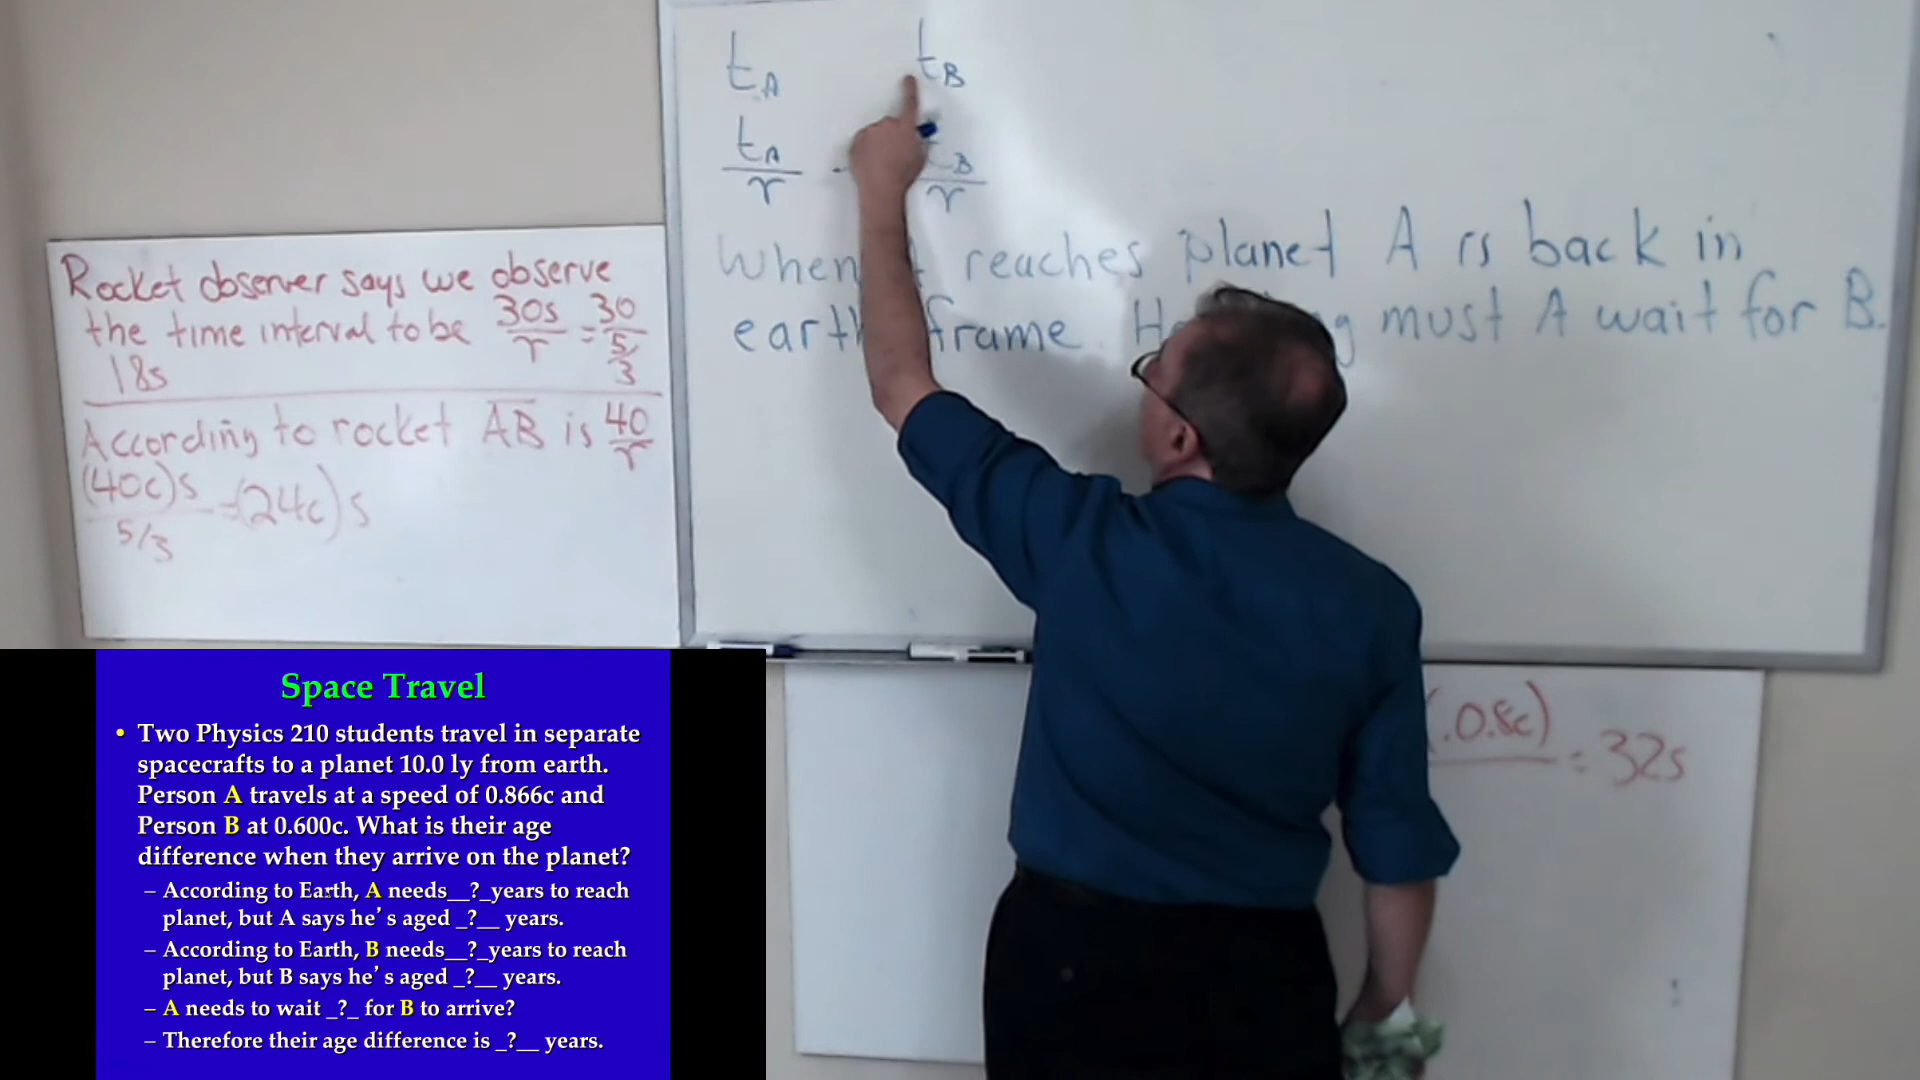 t_A t_B
t_A / γ t_B / γ
When reaches planet A is back in
earth frame. must A wait for B.
Rocket observer says we observe
the time interval to be 30s/γ = 30/(5/3)
18s
According to rocket AB is 40/γ
(40c)s / 5/3 = (24c)s
(.0.8c) = 32s
Space Travel
• Two Physics 210 students travel in separate
spacecrafts to a planet 10.0 ly from earth.
Person A travels at a speed of 0.866c and
Person B at 0.600c. What is their age
difference when they arrive on the planet?
– According to Earth, A needs__?_years to reach
planet, but A says he's aged _?__ years.
– According to Earth, B needs__?_years to reach
planet, but B says he's aged _?__ years.
– A needs to wait _?_ for B to arrive?
– Therefore their age difference is _?__ years.